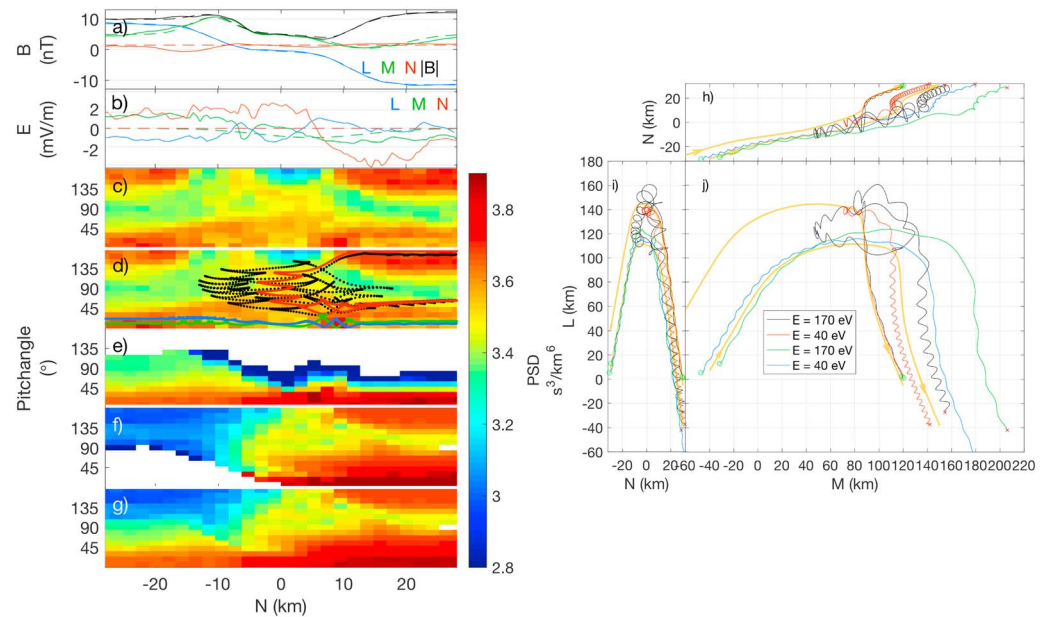 a)
10
0
-10
B
(nT)
L M N |B|
b)
2
0
-2
E
(mV/m)
L M N
c)
135
90
45
d)
135
90
45
e)
135
90
45
f)
135
90
45
g)
135
90
45
Pitchangle
(°)
-20 -10 0 10 20
N (km)
3.8
3.6
3.4
3.2
3
2.8
PSD
s³/km⁶
h)
20
0
-20
N (km)
i)
j)
180
160
140
120
100
80
60
40
20
0
-20
-40
-60
L (km)
E = 170 eV
E = 40 eV
E = 170 eV
E = 40 eV
-20 0 20
N (km)
-60 -40 -20 0 20 40 60 80 100 120 140 160 180 200 220
M (km)